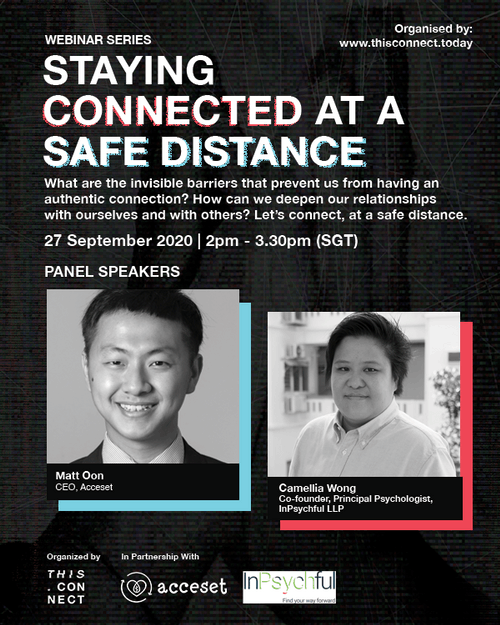 Organised by:
www.thisconnect.today
WEBINAR SERIES
STAYING
CONNECTED AT A
SAFE DISTANCE
What are the invisible barriers that prevent us from having an
authentic connection? How can we deepen our relationships
with ourselves and with others? Let's connect, at a safe distance.
27 September 2020 | 2pm - 3.30pm (SGT)
PANEL SPEAKERS
Matt Oon
CEO, Acceset
Camellia Wong
Co-founder, Principal Psychologist,
InPsychful LLP
Organized by
THIS
. CON
NECT
In Partnership With
acceset
InPsychful
Find your way forward